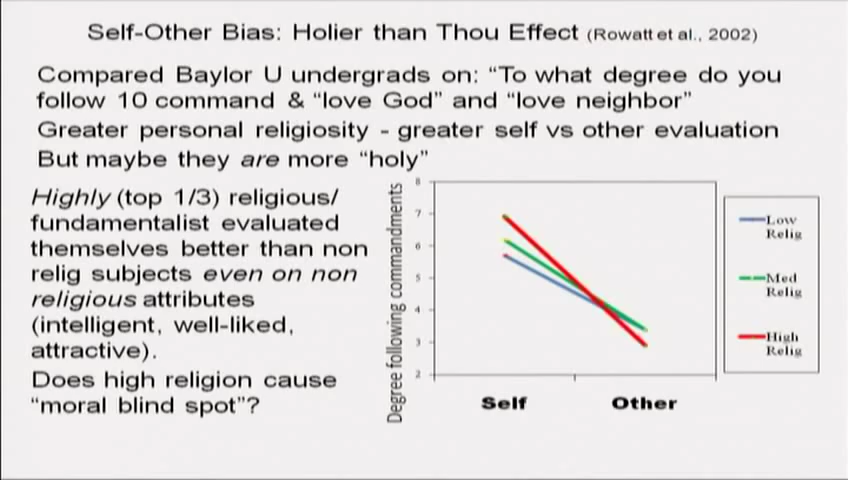 Self-Other Bias: Holier than Thou Effect (Rowatt et al., 2002)
Compared Baylor U undergrads on: "To what degree do you
follow 10 command & "love God" and "love neighbor"
Greater personal religiosity - greater self vs other evaluation
But maybe they are more "holy"
Highly (top 1/3) religious/
fundamentalist evaluated
themselves better than non
relig subjects even on non
religious attributes
(intelligent, well-liked,
attractive).
Does high religion cause
"moral blind spot"?
Degree following commandments
8
7
6
5
4
3
2
Self Other
Low
Relig
Med
Relig
High
Relig